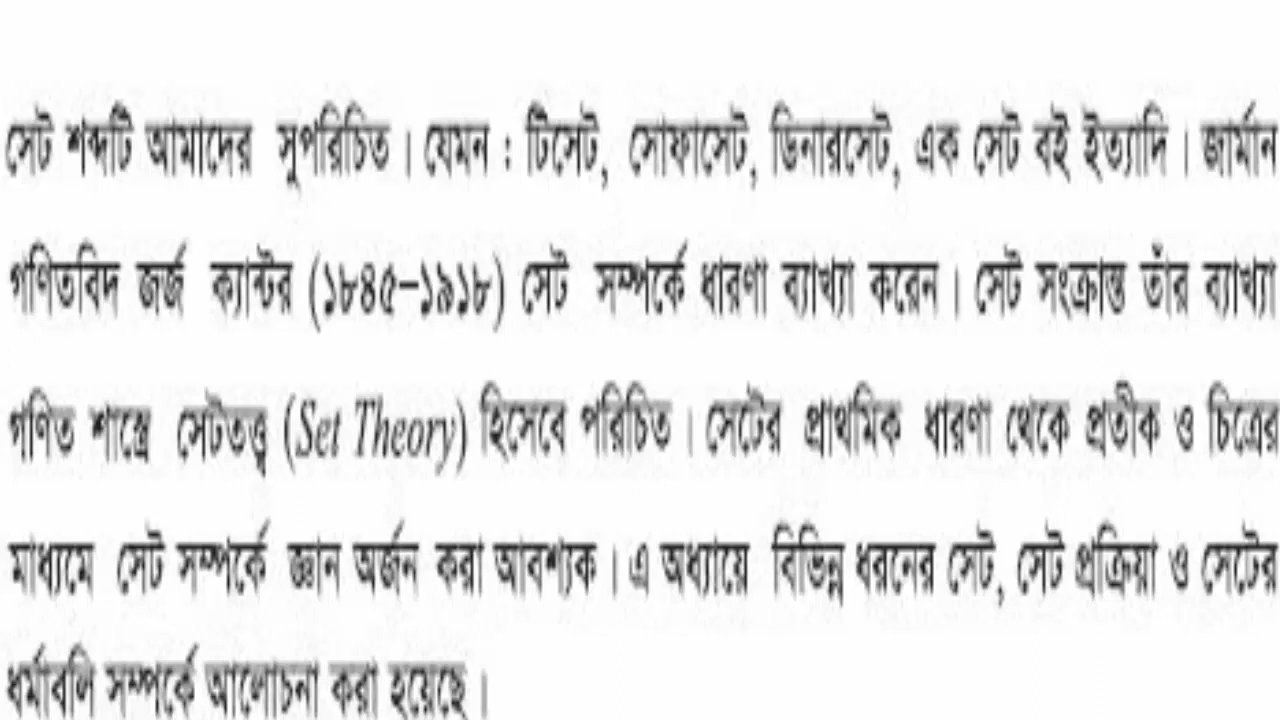 সেট শব্দটি আমাদের সুপরিচিত। যেমন : টিসেট, সোফাসেট, ডিনারসেট, এক সেট বই ইত্যাদি। জার্মান
গণিতবিদ জর্জ ক্যান্টর (১৮৪৫–১৯১৮) সেট সম্পর্কে ধারণা ব্যাখ্যা করেন। সেট সংক্রান্ত তাঁর ব্যাখ্যা
গণিত শাস্ত্রে সেটতত্ত্ব (Set Theory) হিসেবে পরিচিত। সেটের প্রাথমিক ধারণা থেকে প্রতীক ও চিত্রের
মাধ্যমে সেট সম্পর্কে জ্ঞান অর্জন করা আবশ্যক। এ অধ্যায়ে বিভিন্ন ধরনের সেট, সেট প্রক্রিয়া ও সেটের
ধর্মাবলি সম্পর্কে আলোচনা করা হয়েছে।